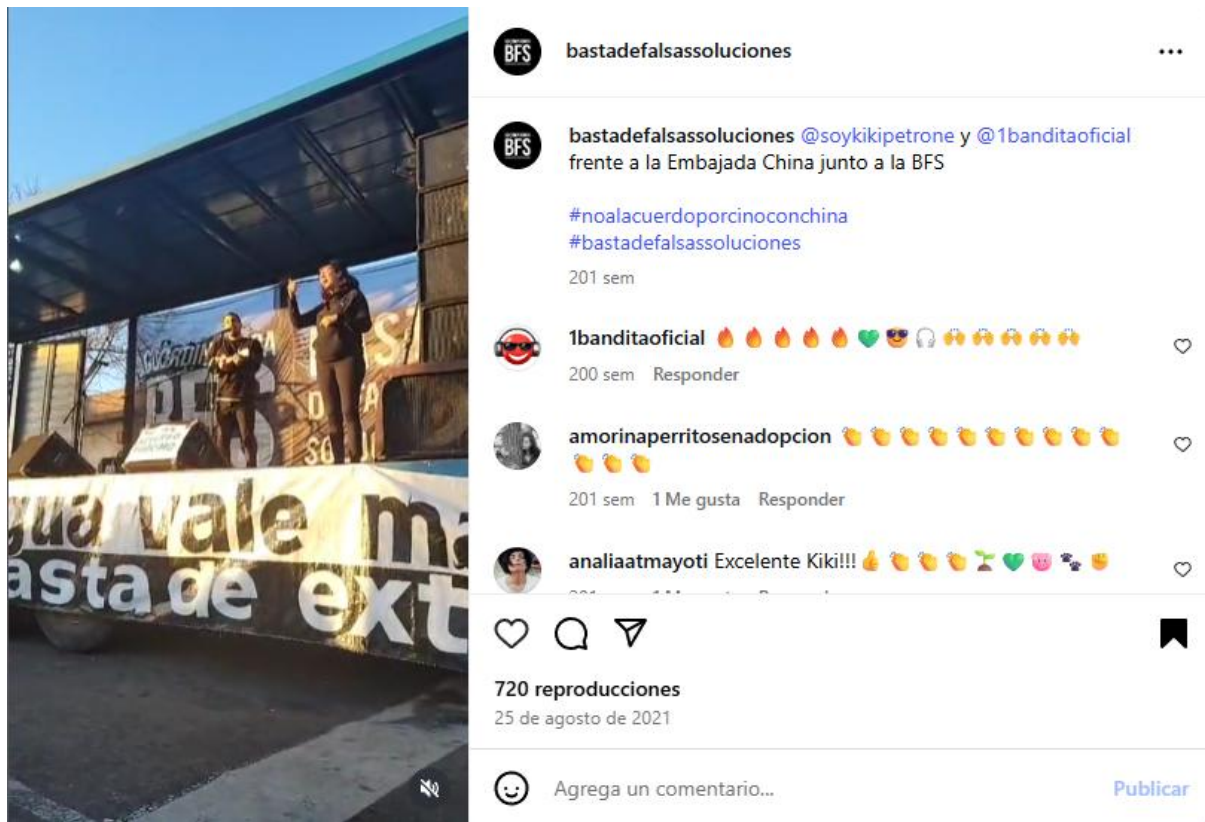 BFS
bastadefalsassoluciones
BFS
bastadefalsassoluciones @soykikipetrone y @1banditaoficial
frente a la Embajada China junto a la BFS
#noalacuerdoporcinoconchina
#bastadefalsassoluciones
201 sem
1banditaoficial 🔥🔥🔥🔥🔥💚😎🎧🙌🙌🙌🙌🙌
200 sem Responder
amorinaperritosenadopcion 👏👏👏👏👏👏👏👏👏👏
👏👏👏
201 sem 1 Me gusta Responder
analiaatmayoti Excelente Kiki!!!👍👏👏👏🌱💚🐷🐾✊
720 reproducciones
25 de agosto de 2021
Agrega un comentario...
Publicar
BFS
gua vale ma
asta de ext